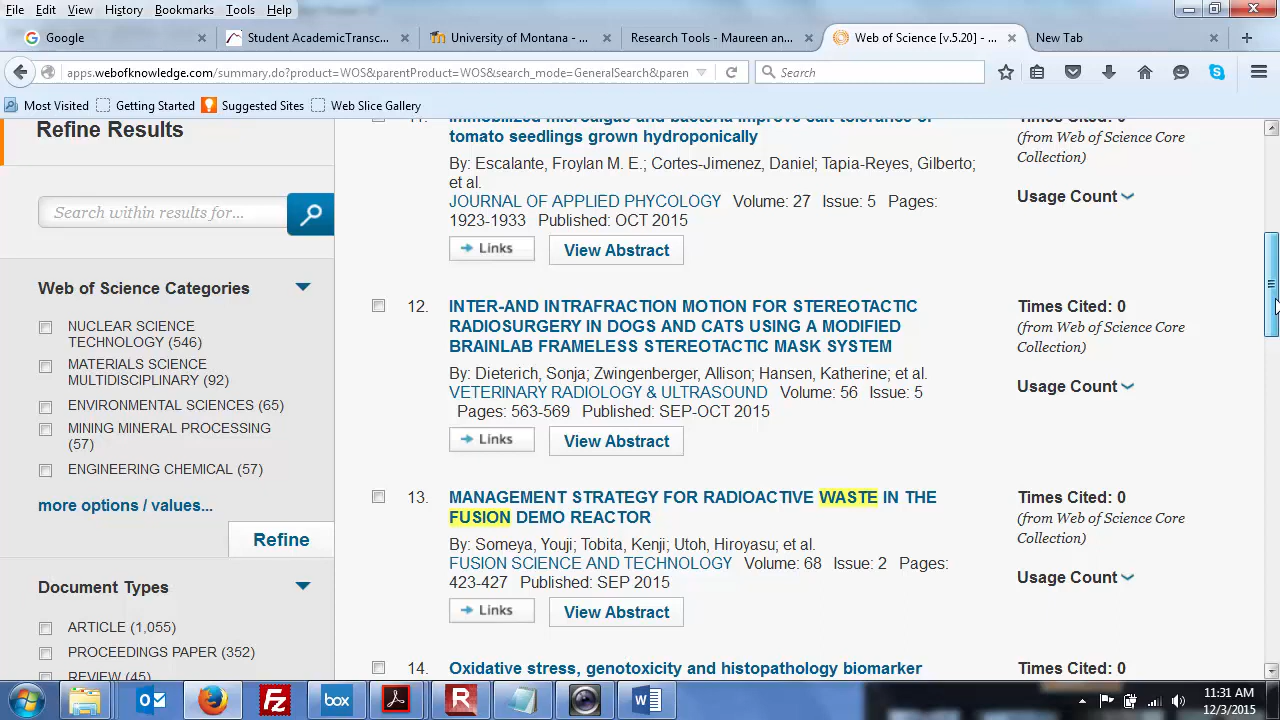 File Edit View History Bookmarks Tools Help
Google
Student AcademicTransc...
University of Montana - ...
Research Tools - Maureen an...
Web of Science [v.5.20] - ...
New Tab
apps.webofknowledge.com/summary.do?product=WOS&parentProduct=WOS&search_mode=GeneralSearch&paren
Search
Most Visited Getting Started Suggested Sites Web Slice Gallery
Refine Results
Search within results for...
Web of Science Categories
NUCLEAR SCIENCE
TECHNOLOGY (546)
MATERIALS SCIENCE
MULTIDISCIPLINARY (92)
ENVIRONMENTAL SCIENCES (65)
MINING MINERAL PROCESSING
(57)
ENGINEERING CHEMICAL (57)
more options / values...
Refine
Document Types
ARTICLE (1,055)
PROCEEDINGS PAPER (352)
REVIEW (45)
11. Immobilized microalgae and bacteria improve salt tolerance of
tomato seedlings grown hydroponically
By: Escalante, Froylan M. E.; Cortes-Jimenez, Daniel; Tapia-Reyes, Gilberto;
et al.
JOURNAL OF APPLIED PHYCOLOGY Volume: 27 Issue: 5 Pages:
1923-1933 Published: OCT 2015
Links View Abstract
Times Cited: 0
(from Web of Science Core
Collection)
Usage Count
12. INTER-AND INTRAFRACTION MOTION FOR STEREOTACTIC
RADIOSURGERY IN DOGS AND CATS USING A MODIFIED
BRAINLAB FRAMELESS STEREOTACTIC MASK SYSTEM
By: Dieterich, Sonja; Zwingenberger, Allison; Hansen, Katherine; et al.
VETERINARY RADIOLOGY & ULTRASOUND Volume: 56 Issue: 5
Pages: 563-569 Published: SEP-OCT 2015
Links View Abstract
Times Cited: 0
(from Web of Science Core
Collection)
Usage Count
13. MANAGEMENT STRATEGY FOR RADIOACTIVE WASTE IN THE
FUSION DEMO REACTOR
By: Someya, Youji; Tobita, Kenji; Utoh, Hiroyasu; et al.
FUSION SCIENCE AND TECHNOLOGY Volume: 68 Issue: 2 Pages:
423-427 Published: SEP 2015
Links View Abstract
Times Cited: 0
(from Web of Science Core
Collection)
Usage Count
14. Oxidative stress, genotoxicity and histopathology biomarker
Times Cited: 0
box
11:31 AM
12/3/2015